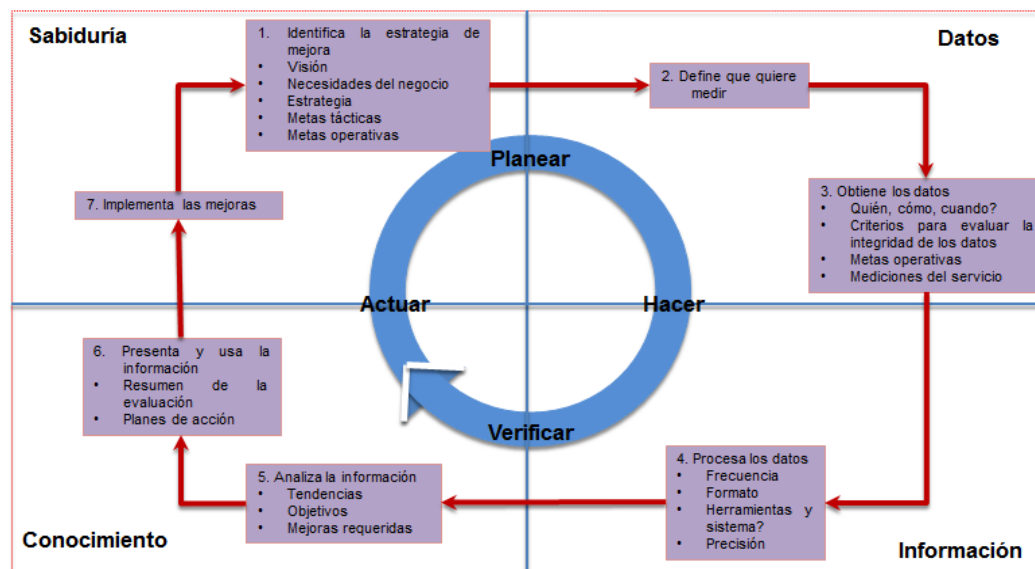 Sabiduría
Datos
1. Identifica la estrategia de
mejora
• Visión
• Necesidades del negocio
• Estrategia
• Metas tácticas
• Metas operativas
2. Define que quiere
medir
Planear
3. Obtiene los datos
• Quién, cómo, cuando?
• Criterios para evaluar la
integridad de los datos
• Metas operativas
• Mediciones del servicio
7. Implementa las mejoras
Actuar
Hacer
6. Presenta y usa la
información
• Resumen de la
evaluación
• Planes de acción
Verificar
4. Procesa los datos
• Frecuencia
• Formato
• Herramientas y
sistema?
• Precisión
5. Analiza la información
• Tendencias
• Objetivos
• Mejoras requeridas
Conocimiento
Información